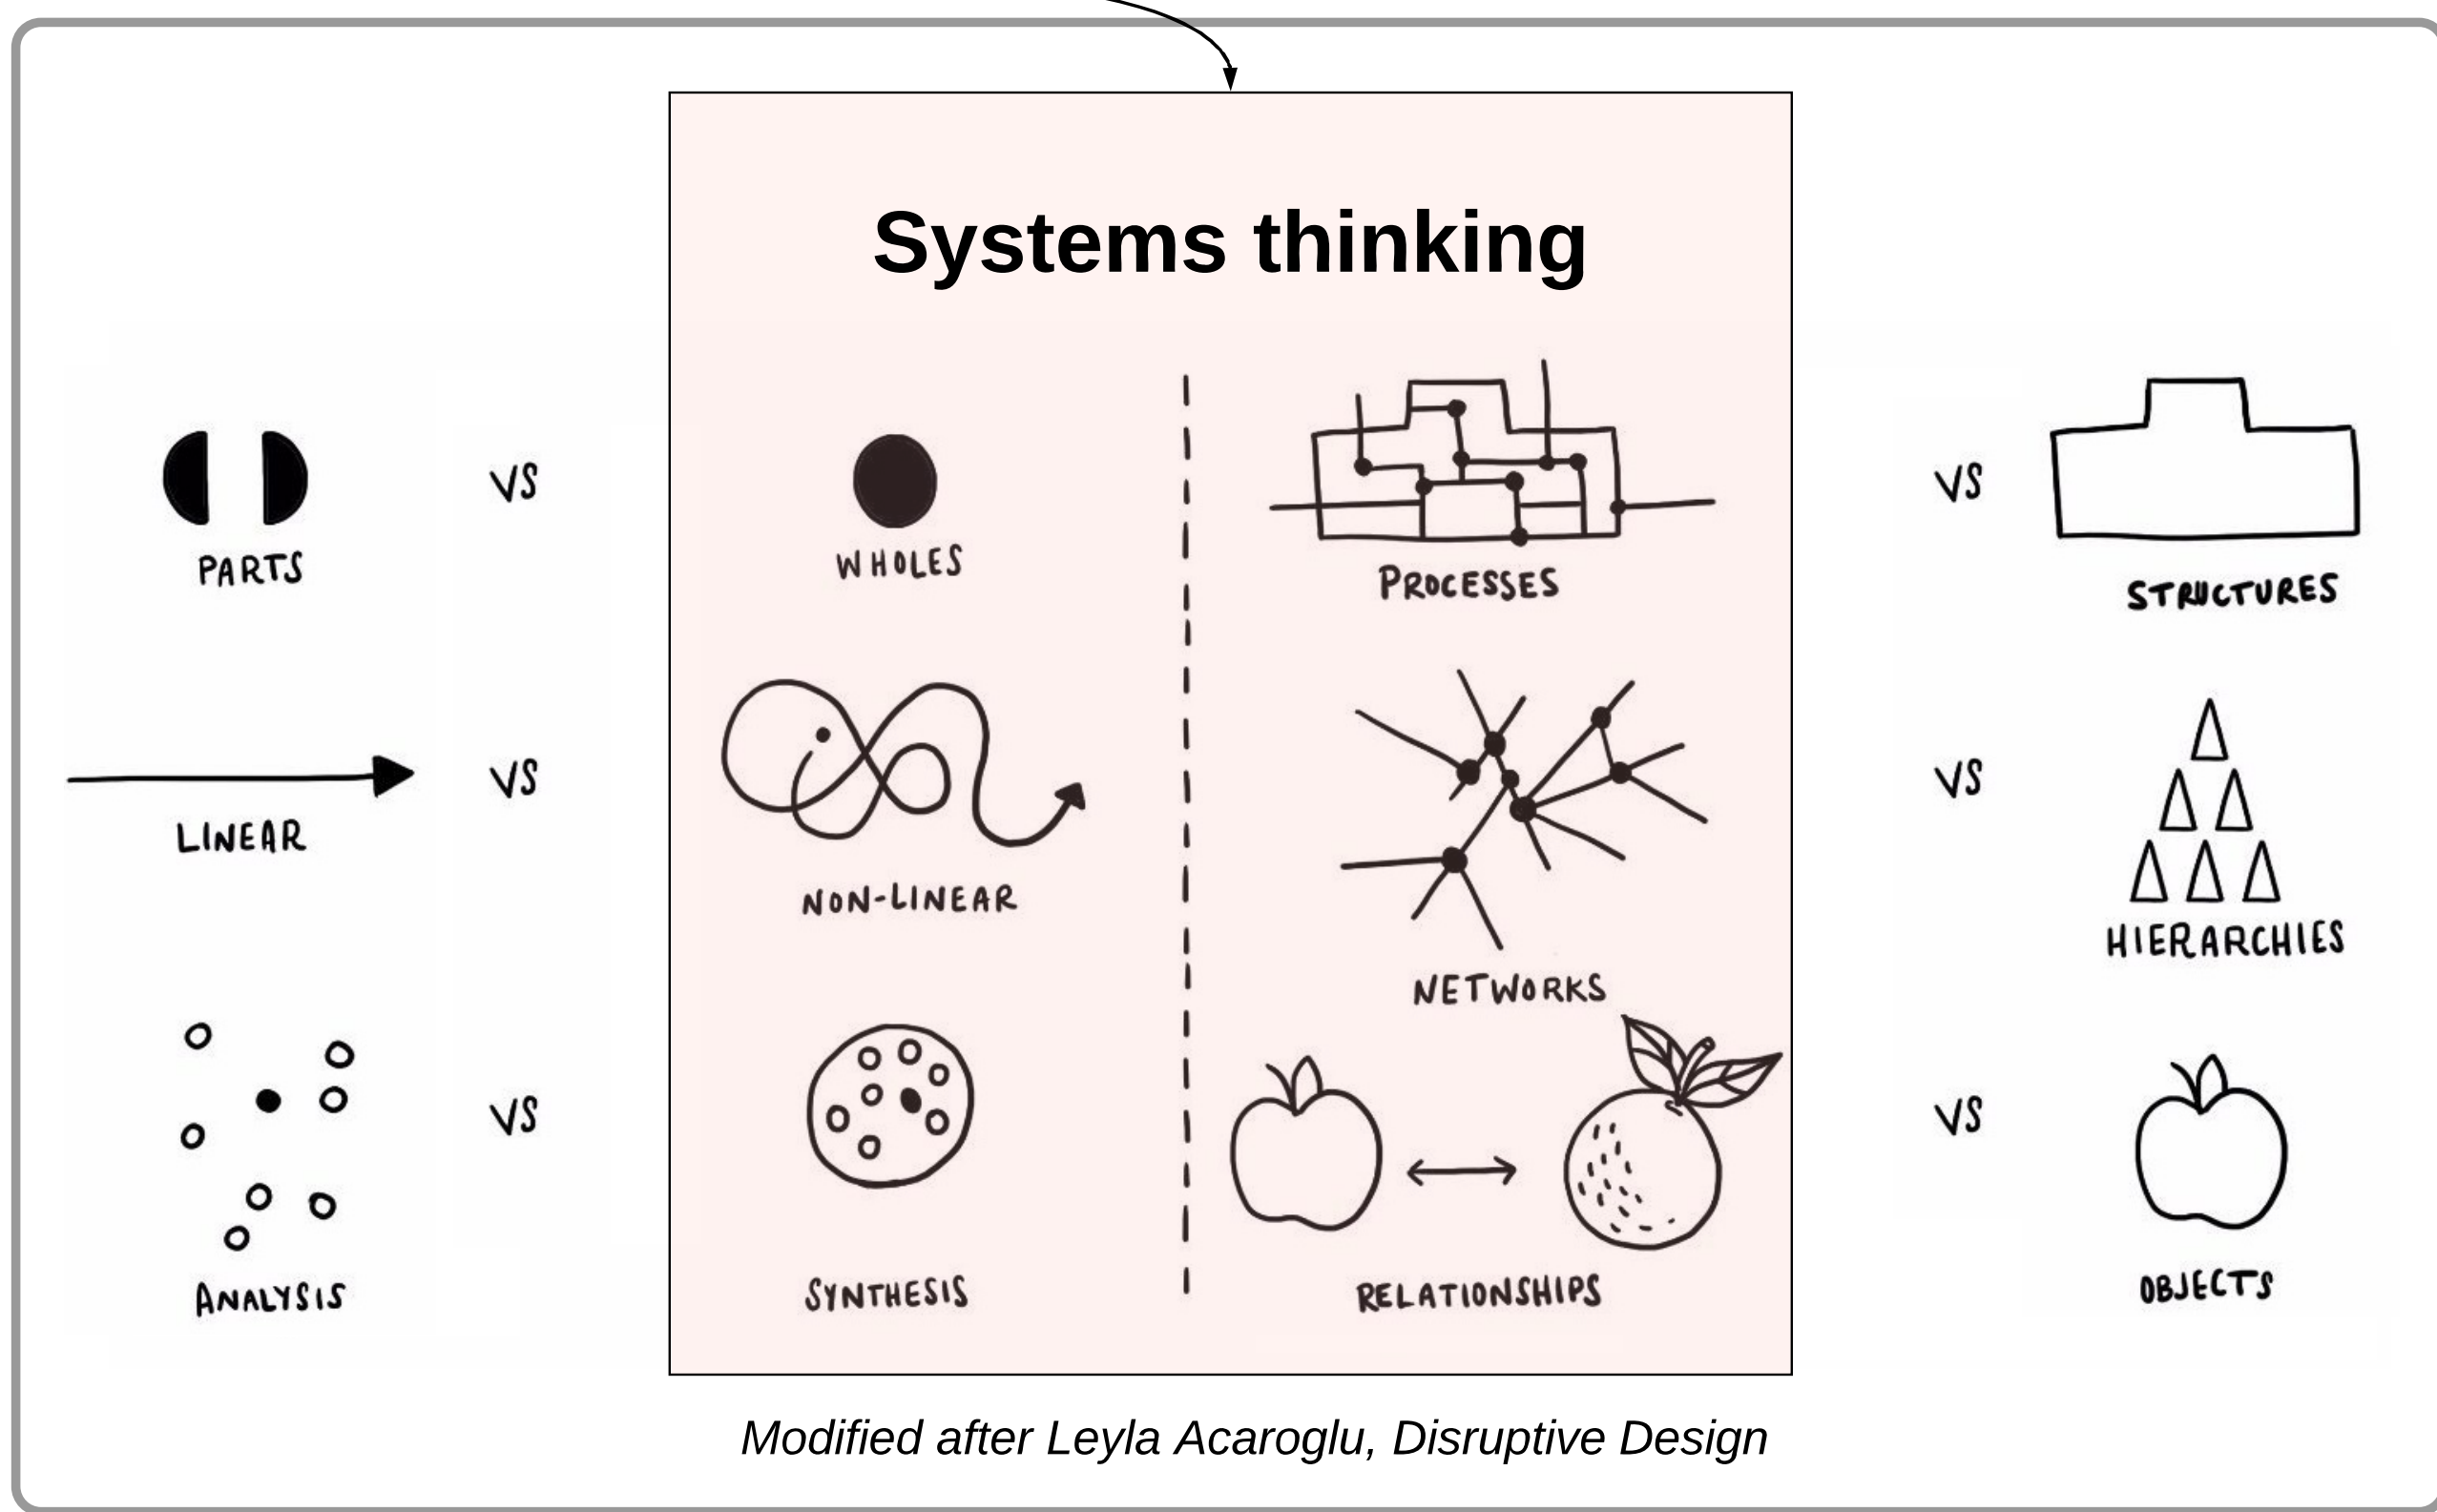 Systems thinking
PARTS
VS
WHOLES
PROCESSES
VS
STRUCTURES
LINEAR
VS
NON-LINEAR
NETWORKS
VS
HIERARCHIES
ANALYSIS
VS
SYNTHESIS
RELATIONSHIPS
VS
OBJECTS
Modified after Leyla Acaroglu, Disruptive Design